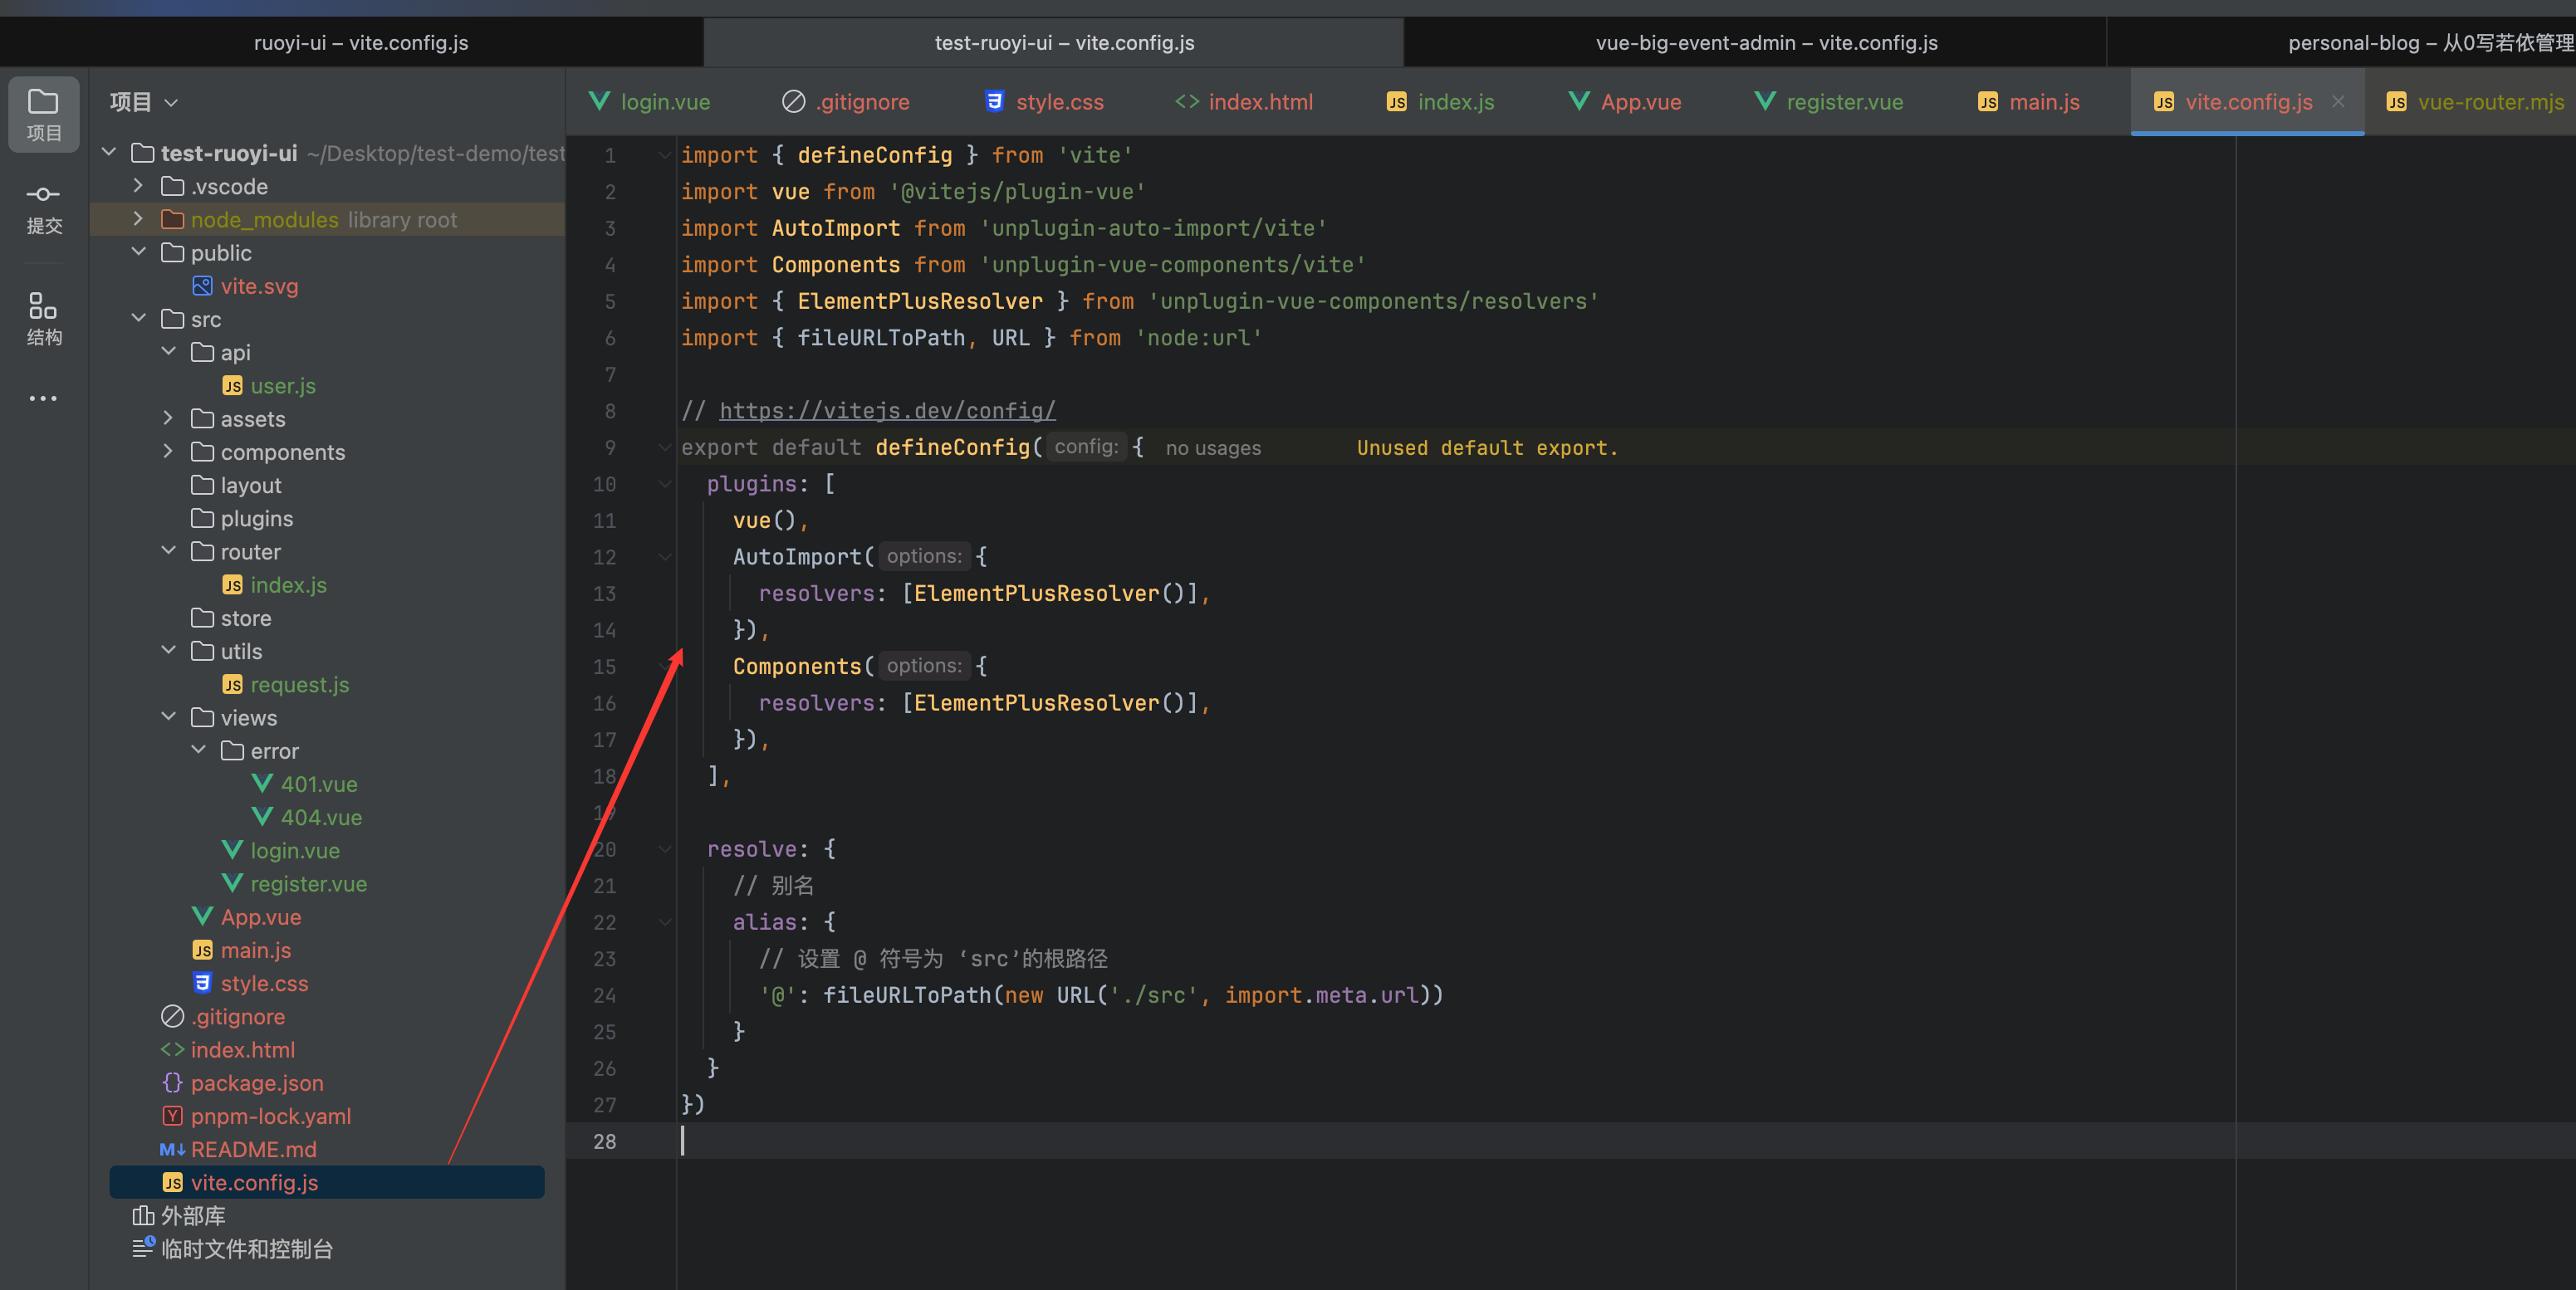 ruoyi-ui – vite.config.js
test-ruoyi-ui – vite.config.js
vue-big-event-admin – vite.config.js
personal-blog – 从0写若依管理
项目
提交
结构
项目
test-ruoyi-ui ~/Desktop/test-demo/test
.vscode
node_modules library root
public
vite.svg
src
api
user.js
assets
components
layout
plugins
router
index.js
store
utils
request.js
views
error
401.vue
404.vue
login.vue
register.vue
App.vue
main.js
style.css
.gitignore
index.html
package.json
pnpm-lock.yaml
README.md
vite.config.js
外部库
临时文件和控制台
login.vue
.gitignore
style.css
index.html
index.js
App.vue
register.vue
main.js
vite.config.js
vue-router.mjs
1 import { defineConfig } from 'vite'
2 import vue from '@vitejs/plugin-vue'
3 import AutoImport from 'unplugin-auto-import/vite'
4 import Components from 'unplugin-vue-components/vite'
5 import { ElementPlusResolver } from 'unplugin-vue-components/resolvers'
6 import { fileURLToPath, URL } from 'node:url'
7
8 // https://vitejs.dev/config/
9 export default defineConfig( config: { no usages Unused default export.
10 plugins: [
11 vue(),
12 AutoImport( options: {
13 resolvers: [ElementPlusResolver()],
14 }),
15 Components( options: {
16 resolvers: [ElementPlusResolver()],
17 }),
18 ],
19
20 resolve: {
21 // 别名
22 alias: {
23 // 设置 @ 符号为 ‘src’的根路径
24 '@': fileURLToPath(new URL('./src', import.meta.url))
25 }
26 }
27 })
28